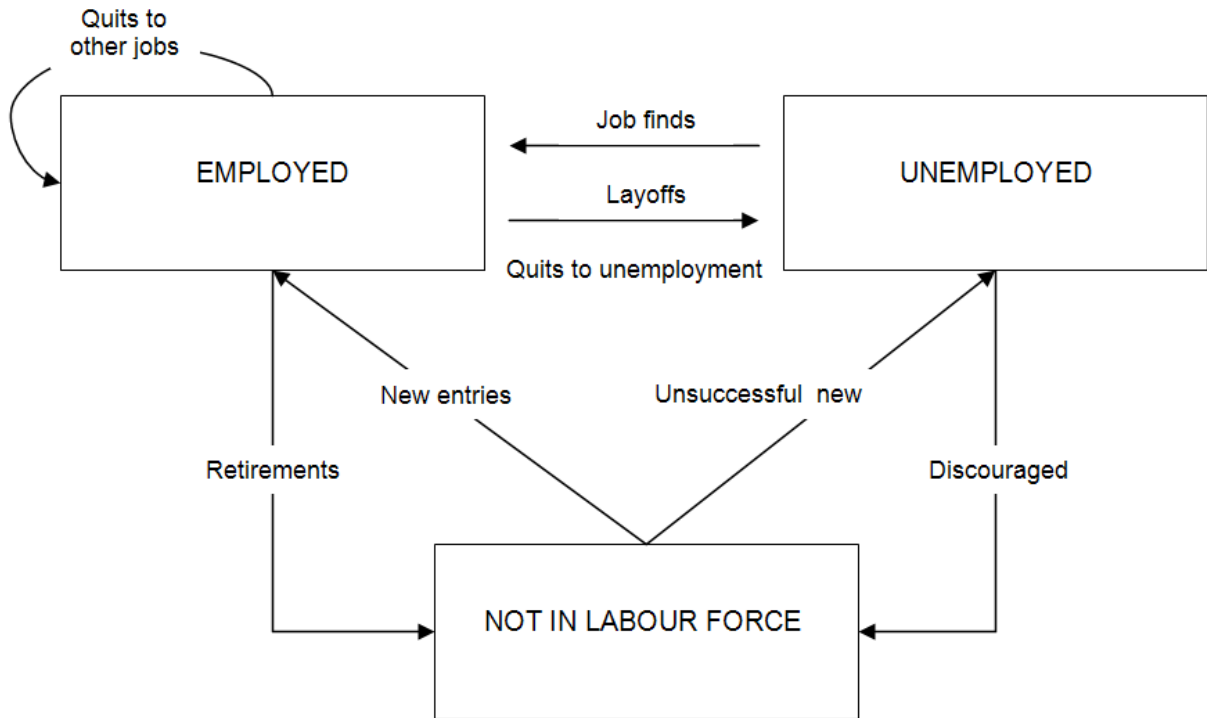 Quits to
other jobs
Job finds
EMPLOYED
UNEMPLOYED
Layoffs
Quits to unemployment
New entries
Unsuccessful new
Retirements
Discouraged
NOT IN LABOUR FORCE